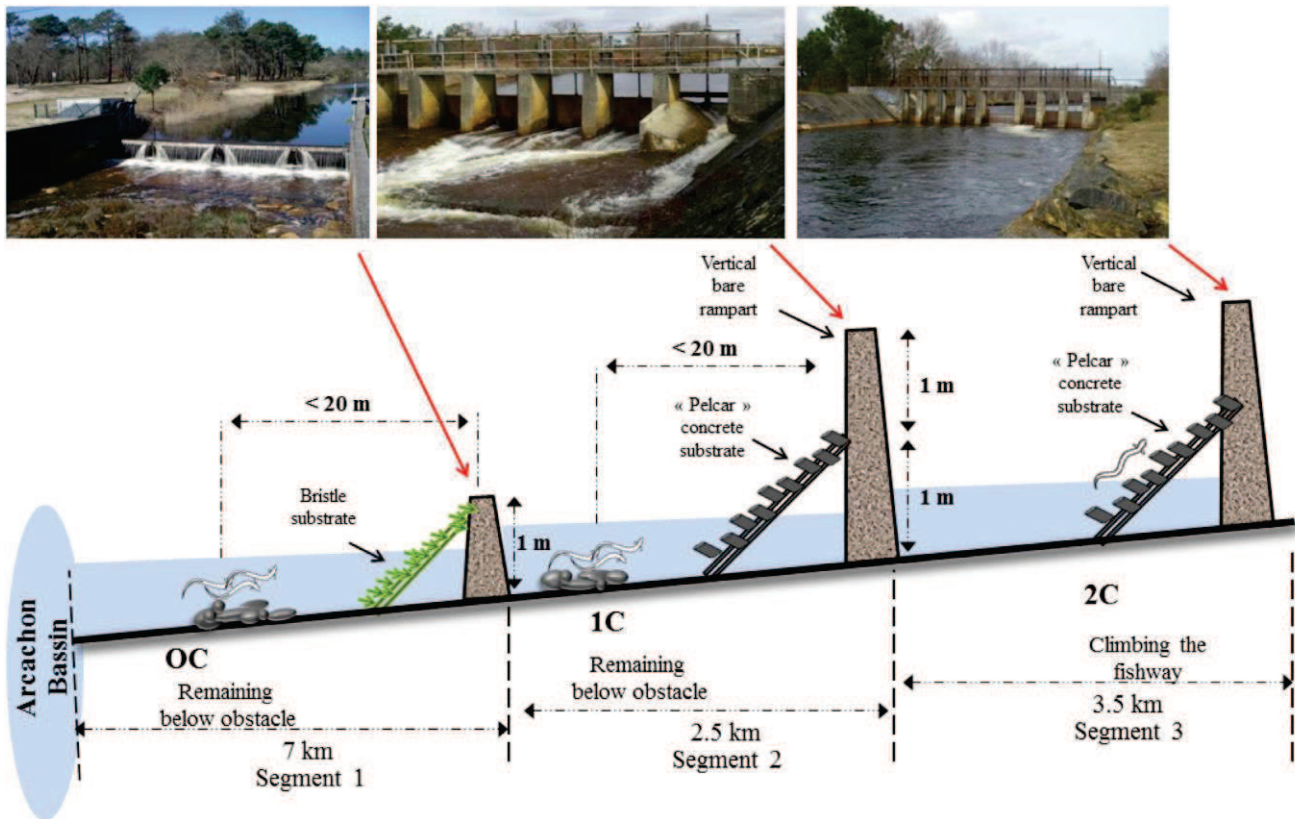 Vertical
bare
rampart
Vertical
bare
rampart
< 20 m
« Pelcar »
concrete
substrate
1 m
« Pelcar »
concrete
substrate
< 20 m
Bristle
substrate
1 m
1 m
Arcachon
Bassin
OC
1C
2C
Remaining
below obstacle
7 km
Segment 1
Remaining
below obstacle
2.5 km
Segment 2
Climbing the
fishway
3.5 km
Segment 3